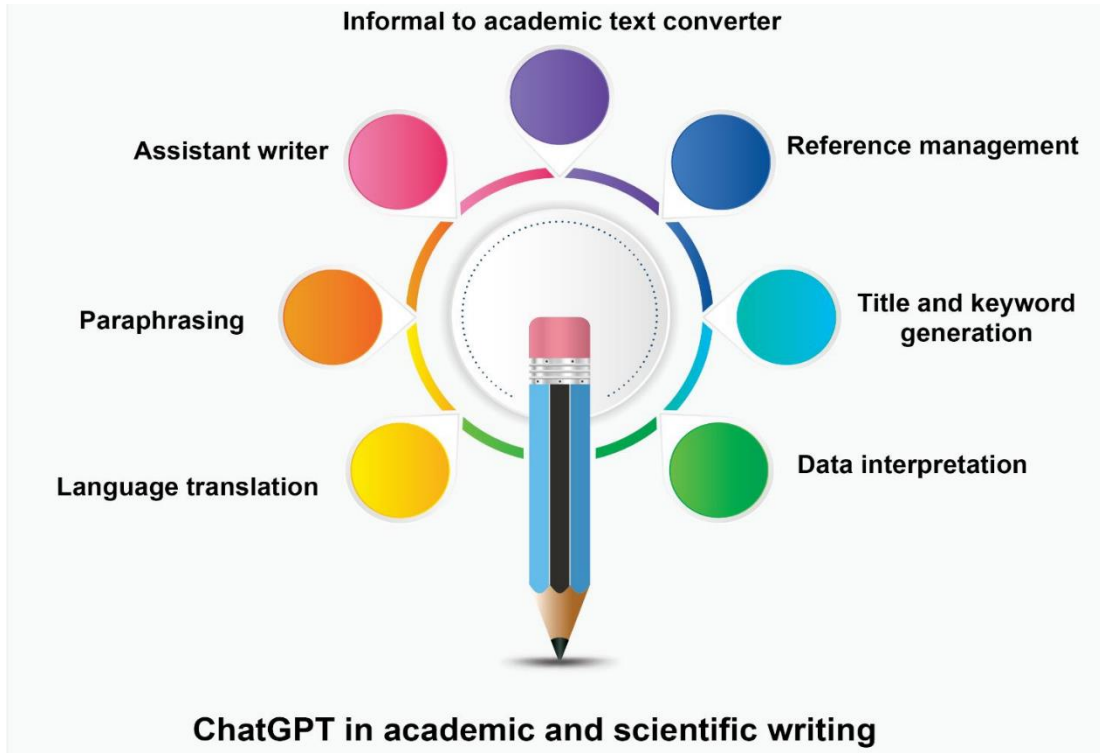 Informal to academic text converter
Assistant writer
Reference management
Paraphrasing
Title and keyword
generation
Language translation
Data interpretation
ChatGPT in academic and scientific writing